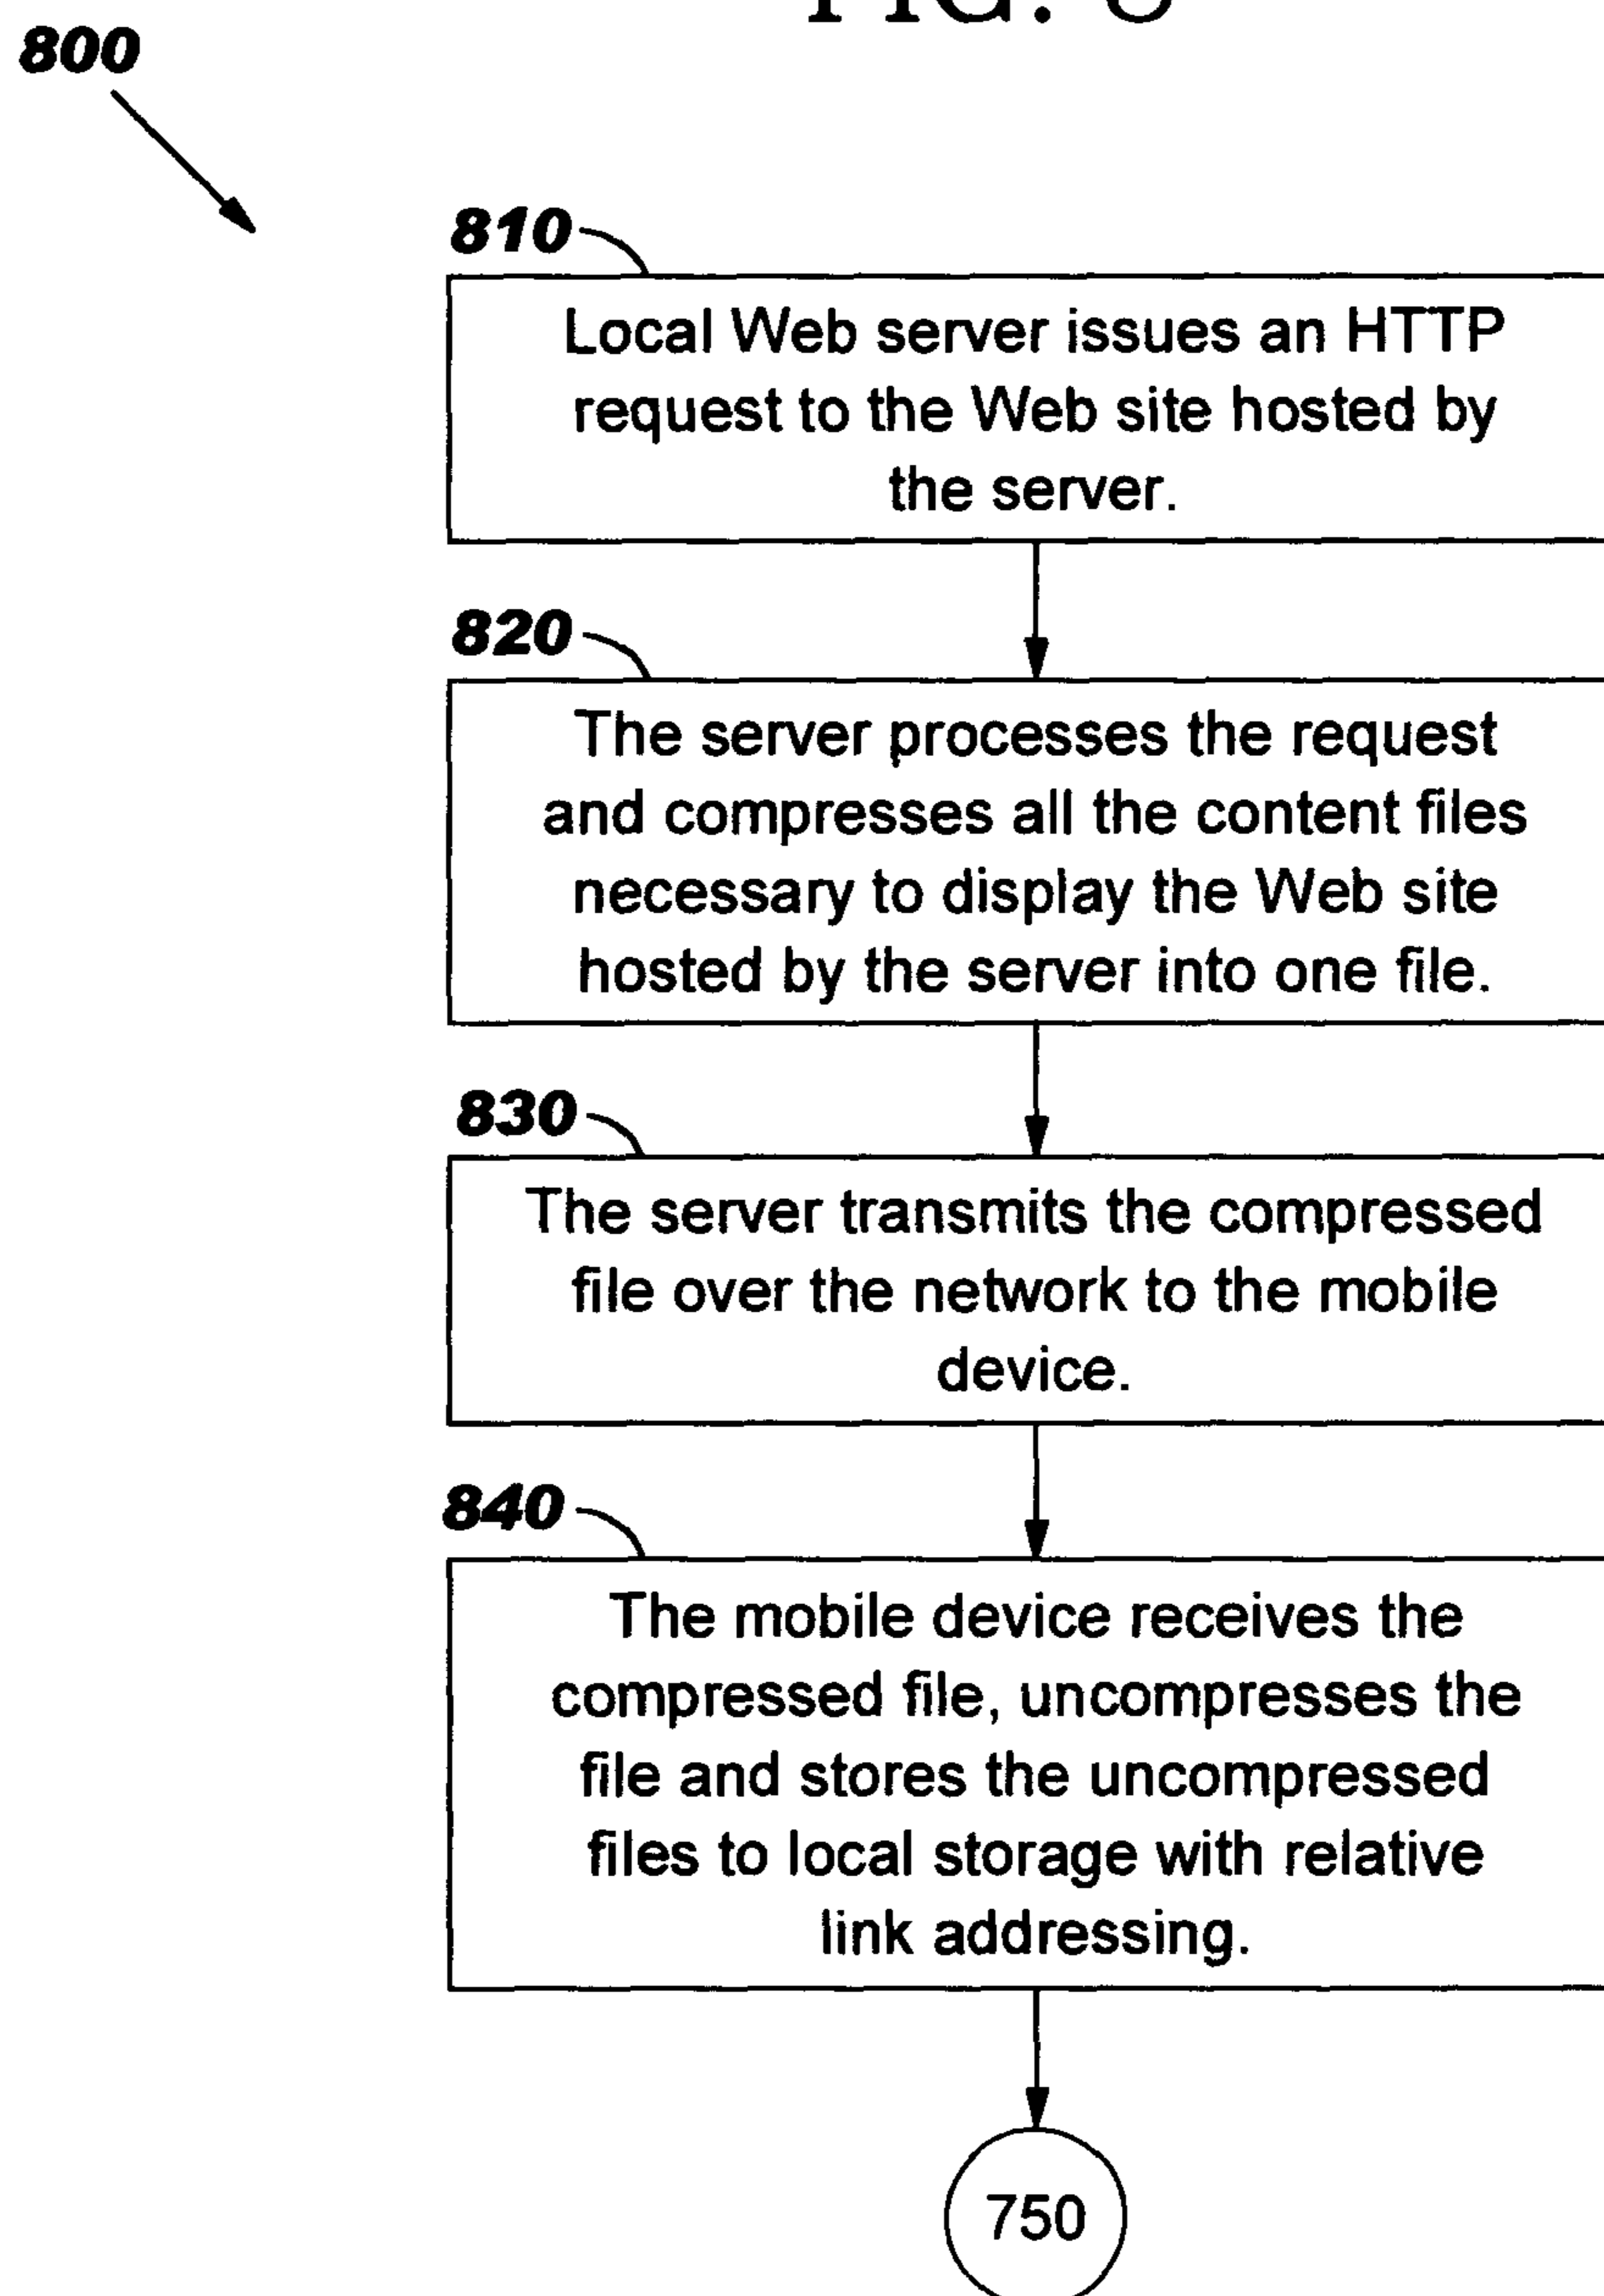 FIG. 8
800
810
Local Web server issues an HTTP
request to the Web site hosted by
the server.
820
The server processes the request
and compresses all the content files
necessary to display the Web site
hosted by the server into one file.
830
The server transmits the compressed
file over the network to the mobile
device.
840
The mobile device receives the
compressed file, uncompresses the
file and stores the uncompressed
files to local storage with relative
link addressing.
750